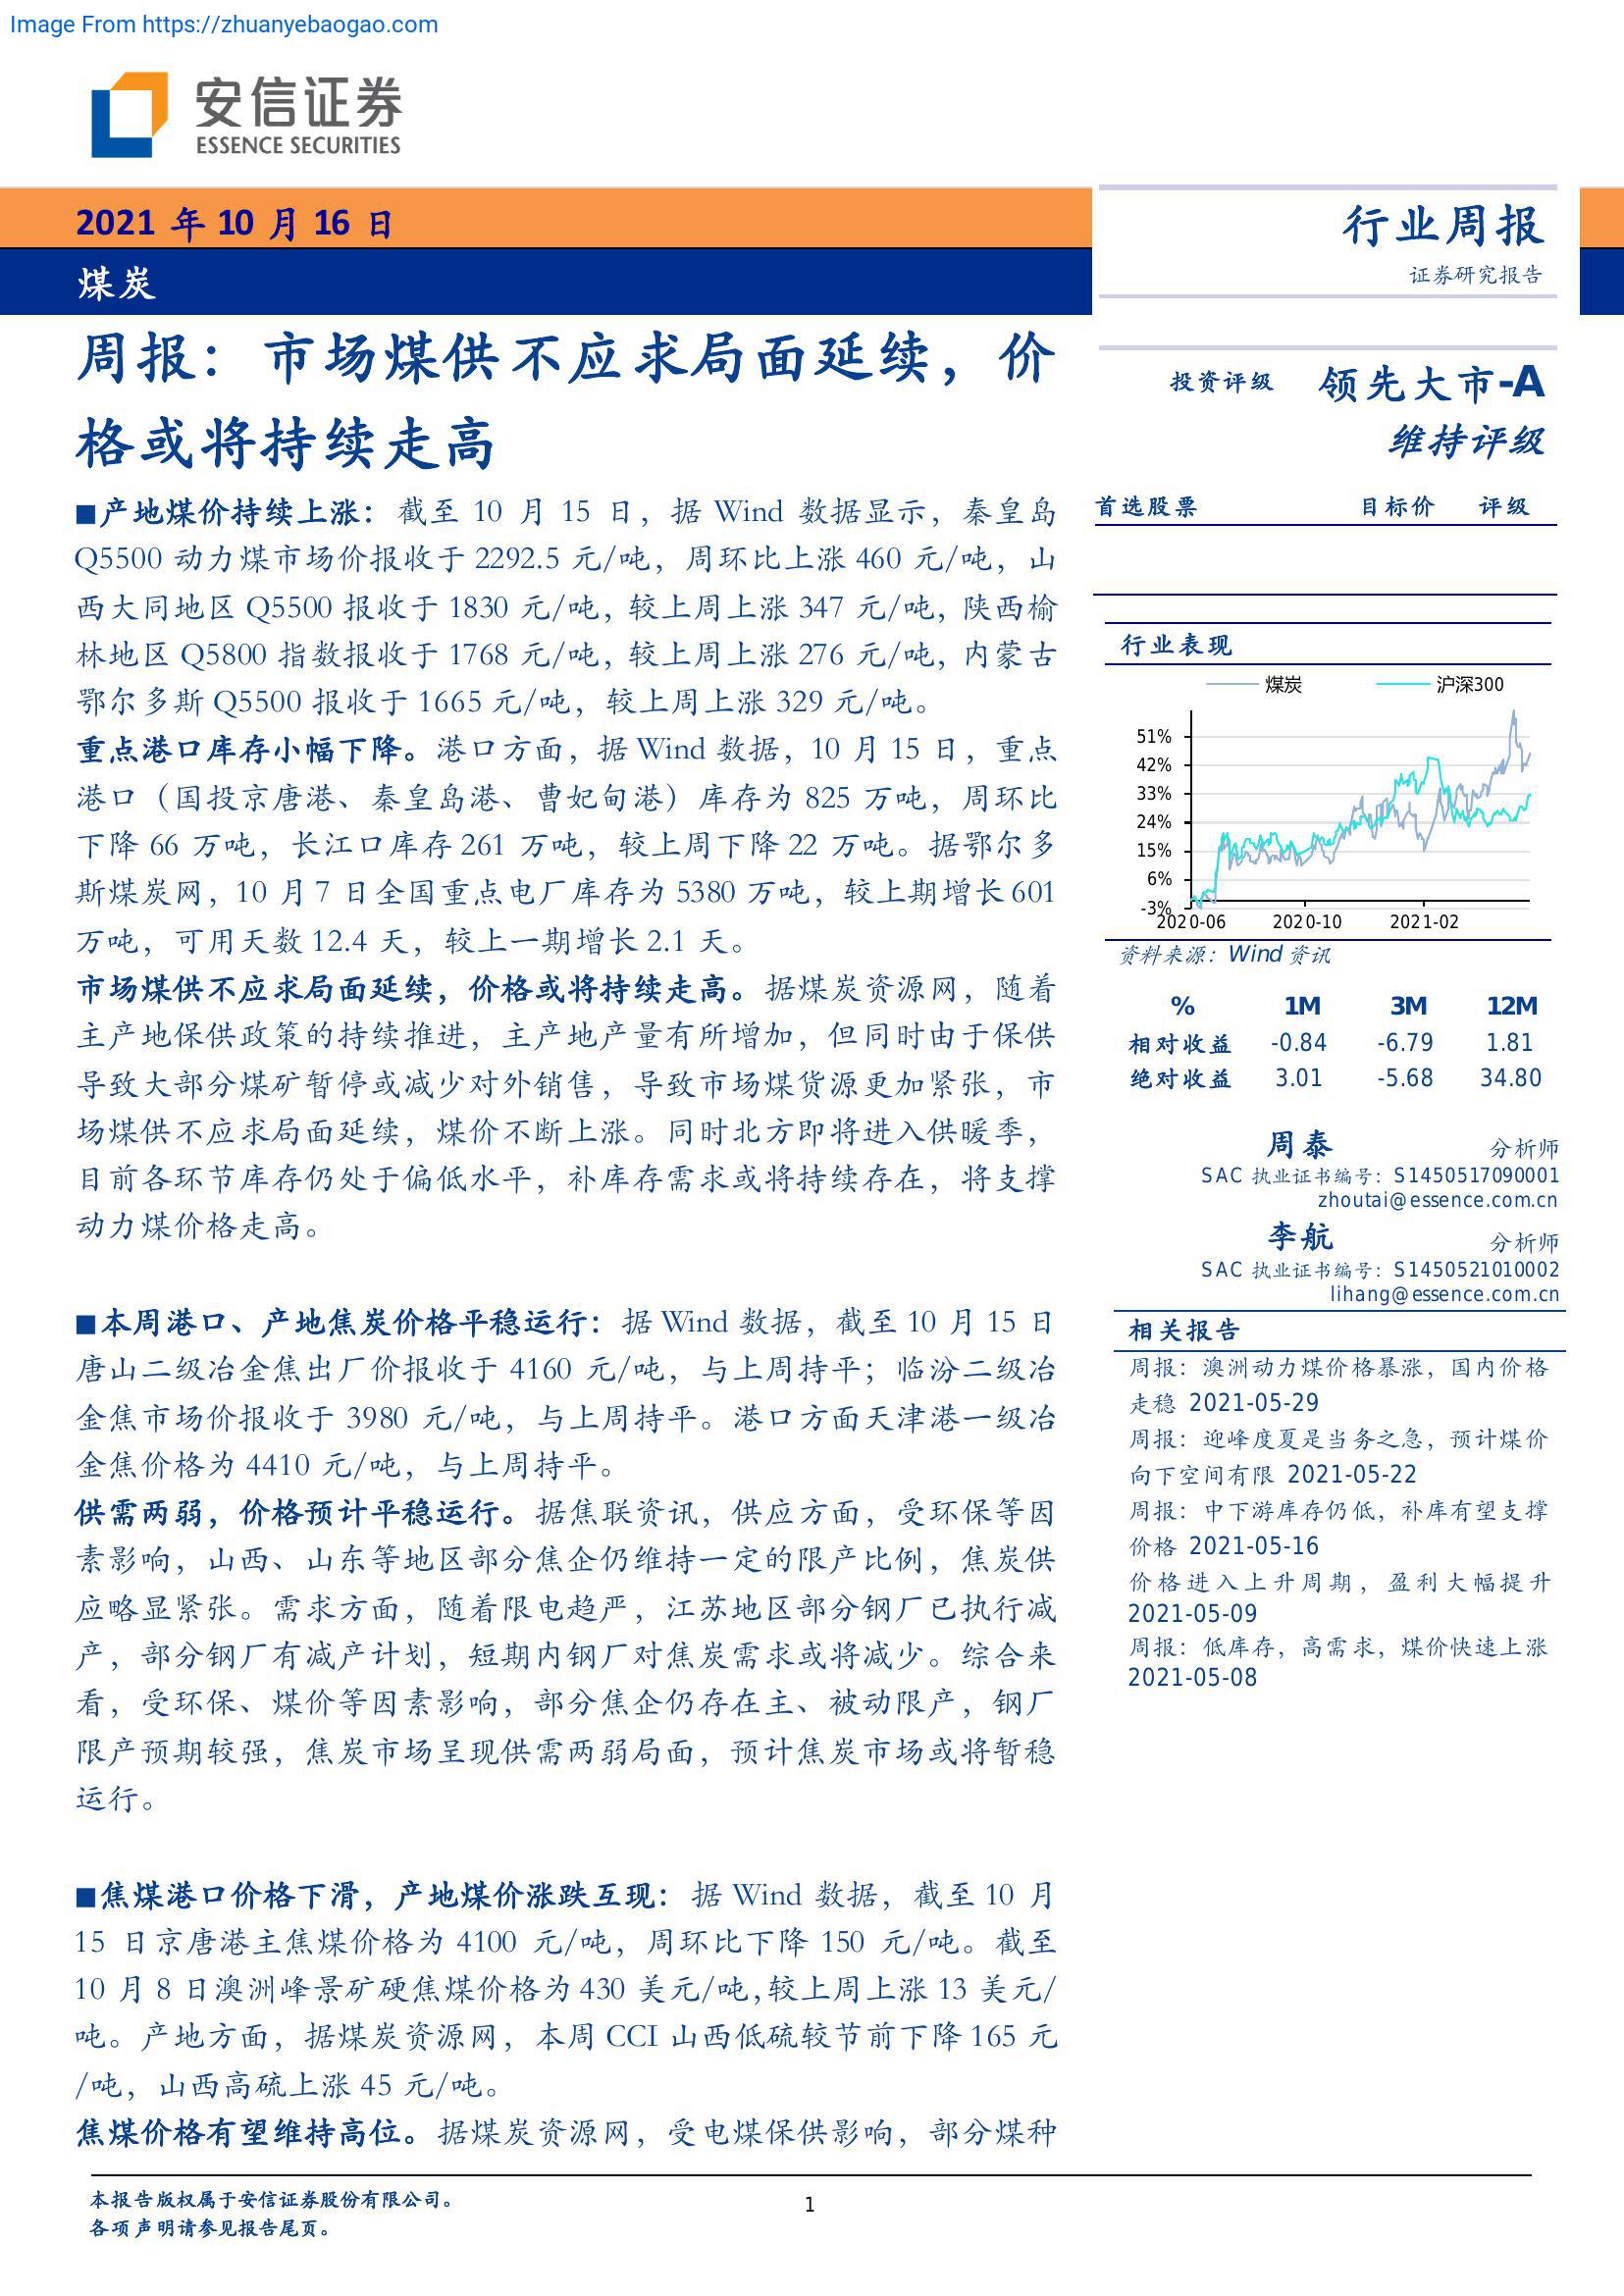 Image From https://zhuanyebaogao.com
安信证券
ESSENCE SECURITIES
2021 年 10 月 16 日
煤炭
行业周报
证券研究报告
周报：市场煤供不应求局面延续，价
格或将持续走高
■产地煤价持续上涨：截至 10 月 15 日，据 Wind 数据显示，秦皇岛
Q5500 动力煤市场价报收于 2292.5 元/吨，周环比上涨 460 元/吨，山
西大同地区 Q5500 报收于 1830 元/吨，较上周上涨 347 元/吨，陕西榆
林地区 Q5800 指数报收于 1768 元/吨，较上周上涨 276 元/吨，内蒙古
鄂尔多斯 Q5500 报收于 1665 元/吨，较上周上涨 329 元/吨。
重点港口库存小幅下降。港口方面，据 Wind 数据，10 月 15 日，重点
港口（国投京唐港、秦皇岛港、曹妃甸港）库存为 825 万吨，周环比
下降 66 万吨，长江口库存 261 万吨，较上周下降 22 万吨。据鄂尔多
斯煤炭网，10 月 7 日全国重点电厂库存为 5380 万吨，较上期增长 601
万吨，可用天数 12.4 天，较上一期增长 2.1 天。
市场煤供不应求局面延续，价格或将持续走高。据煤炭资源网，随着
主产地保供政策的持续推进，主产地产量有所增加，但同时由于保供
导致大部分煤矿暂停或减少对外销售，导致市场煤货源更加紧张，市
场煤供不应求局面延续，煤价不断上涨。同时北方即将进入供暖季，
目前各环节库存仍处于偏低水平，补库存需求或将持续存在，将支撑
动力煤价格走高。
■本周港口、产地焦炭价格平稳运行：据 Wind 数据，截至 10 月 15 日
唐山二级冶金焦出厂价报收于 4160 元/吨，与上周持平；临汾二级冶
金焦市场价报收于 3980 元/吨，与上周持平。港口方面天津港一级冶
金焦价格为 4410 元/吨，与上周持平。
供需两弱，价格预计平稳运行。据焦联资讯，供应方面，受环保等因
素影响，山西、山东等地区部分焦企仍维持一定的限产比例，焦炭供
应略显紧张。需求方面，随着限电趋严，江苏地区部分钢厂已执行减
产，部分钢厂有减产计划，短期内钢厂对焦炭需求或将减少。综合来
看，受环保、煤价等因素影响，部分焦企仍存在主、被动限产，钢厂
限产预期较强，焦炭市场呈现供需两弱局面，预计焦炭市场或将暂稳
运行。
■焦煤港口价格下滑，产地煤价涨跌互现：据 Wind 数据，截至 10 月
15 日京唐港主焦煤价格为 4100 元/吨，周环比下降 150 元/吨。截至
10 月 8 日澳洲峰景矿硬焦煤价格为 430 美元/吨,较上周上涨 13 美元/
吨。产地方面，据煤炭资源网，本周 CCI 山西低硫较节前下降 165 元
/吨，山西高硫上涨 45 元/吨。
焦煤价格有望维持高位。据煤炭资源网，受电煤保供影响，部分煤种
投资评级 领先大市-A
维持评级
首选股票 目标价 评级
行业表现
煤炭 沪深300
51%
42%
33%
24%
15%
6%
-3%
2020-06 2020-10 2021-02
资料来源：Wind 资讯
% 1M 3M 12M
相对收益 -0.84 -6.79 1.81
绝对收益 3.01 -5.68 34.80
周泰 分析师
SAC 执业证书编号：S1450517090001
zhoutai@essence.com.cn
李航 分析师
SAC 执业证书编号：S1450521010002
lihang@essence.com.cn
相关报告
周报：澳洲动力煤价格暴涨，国内价格
走稳 2021-05-29
周报：迎峰度夏是当务之急，预计煤价
向下空间有限 2021-05-22
周报：中下游库存仍低，补库有望支撑
价格 2021-05-16
价格进入上升周期，盈利大幅提升
2021-05-09
周报：低库存，高需求，煤价快速上涨
2021-05-08
本报告版权属于安信证券股份有限公司。
各项声明请参见报告尾页。
1